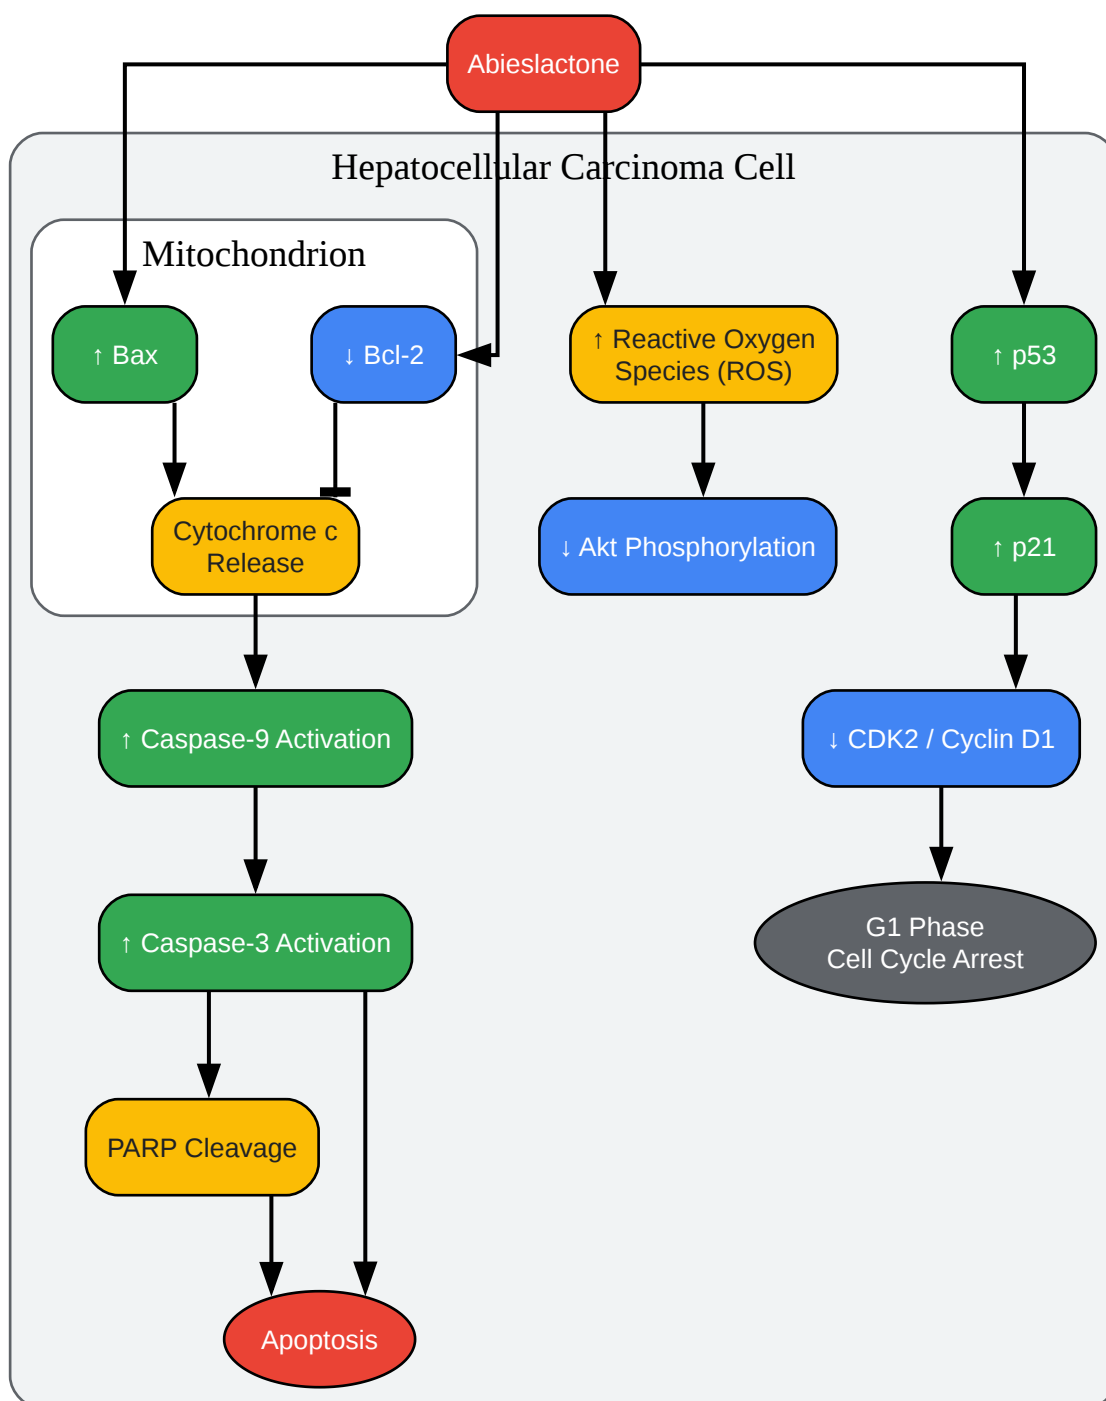 Abieslactone
Hepatocellular Carcinoma Cell
Mitochondrion
↑ Bax
↓ Bcl-2
↑ Reactive Oxygen
Species (ROS)
↑ p53
Cytochrome c
Release
↓ Akt Phosphorylation
↑ p21
↑ Caspase-9 Activation
↓ CDK2 / Cyclin D1
↑ Caspase-3 Activation
G1 Phase
Cell Cycle Arrest
PARP Cleavage
Apoptosis